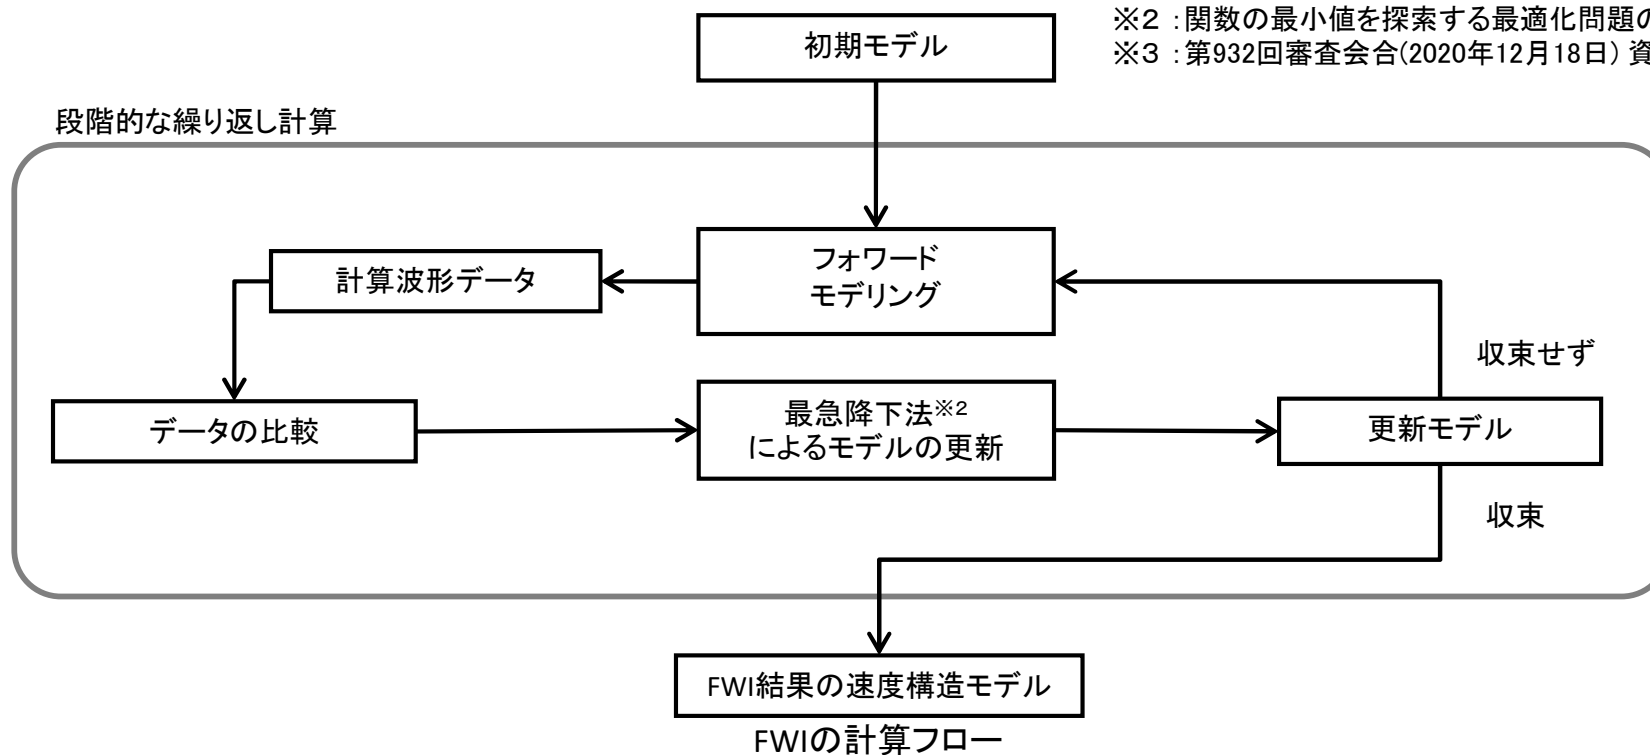 ※2：関数の最小値を探索する最適化問題の
※3：第932回審査会合(2020年12月18日) 資
初期モデル
段階的な繰り返し計算
フォワード
モデリング
計算波形データ
収束せず
データの比較
最急降下法※2
によるモデルの更新
更新モデル
収束
FWI結果の速度構造モデル
FWIの計算フロー